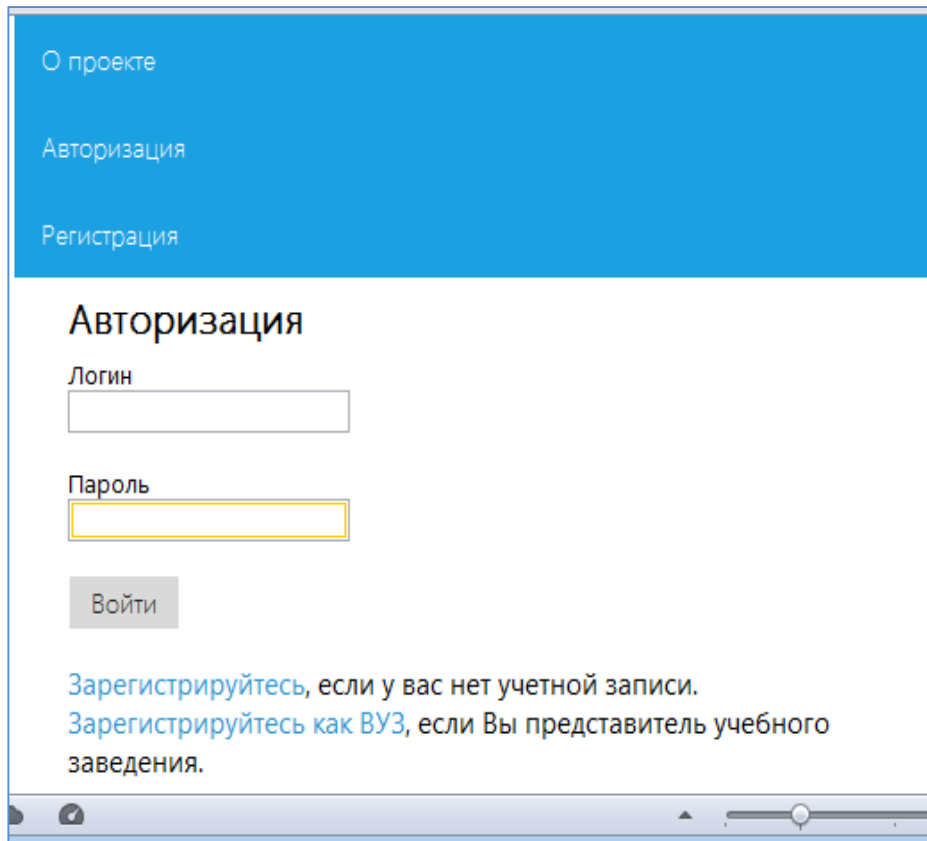 О проекте
Авторизация
Регистрация
Авторизация
Логин
Пароль
Войти
Зарегистрируйтесь, если у вас нет учетной записи.
Зарегистрируйтесь как ВУЗ, если Вы представитель учебного
заведения.